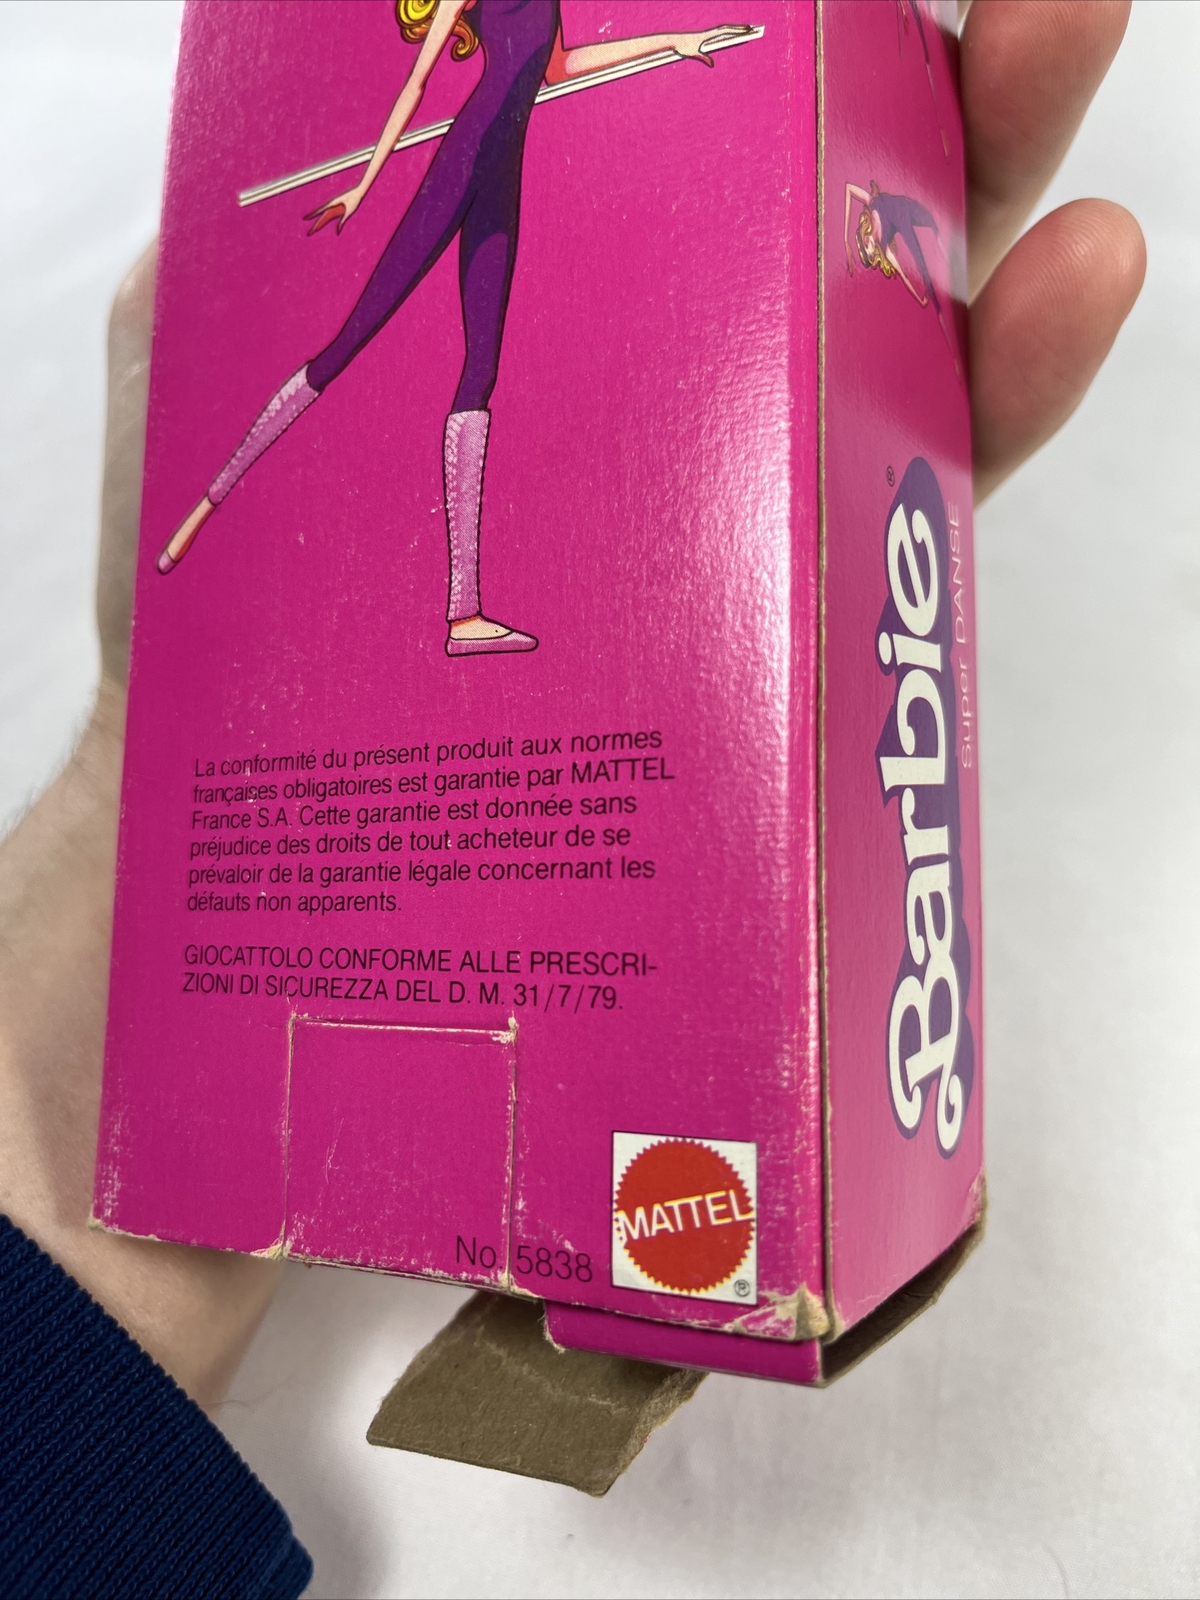 La conformité du présent produit aux normes
françaises obligatoires est garantie par MATTEL
France S.A. Cette garantie est donnée sans
préjudice des droits de tout acheteur de se
prévaloir de la garantie légale concernant les
défauts non apparents.
GIOCATTOLO CONFORME ALLE PRESCRI-
ZIONI DI SICUREZZA DEL D. M. 31/7/79.
No. 5838
MATTEL
®
Barbie®
Super DANSE